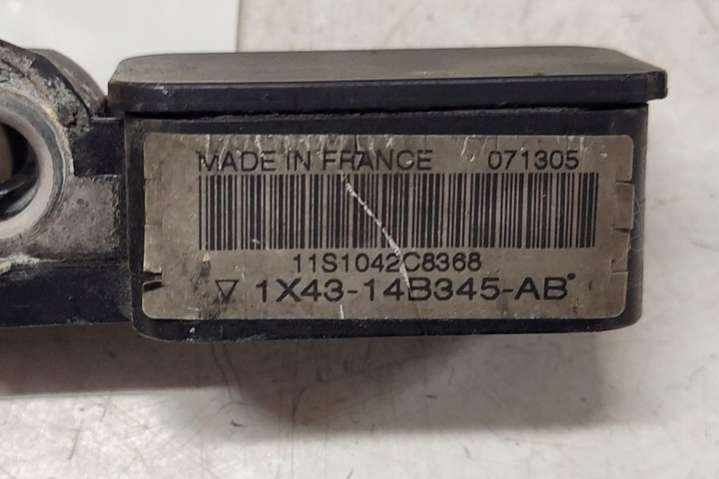 MADE IN FRANCE 071305
11S1042C8368
▽ 1X43-14B345-AB